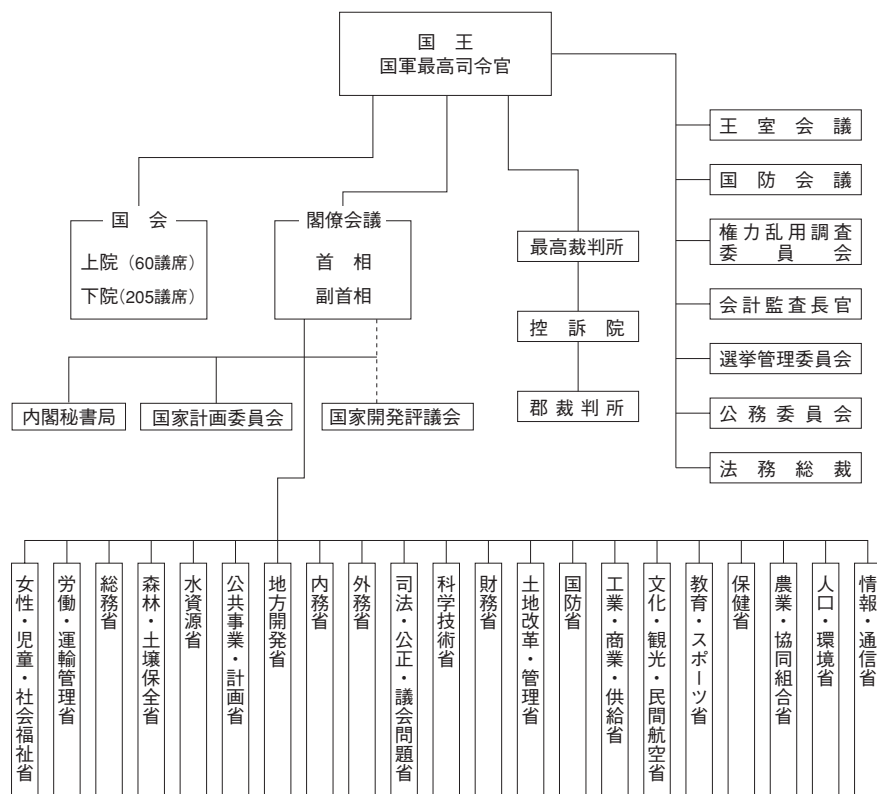 国　王
国軍最高司令官
王室会議
国防会議
権力乱用調査
委員会
会計監査長官
選挙管理委員会
公務委員会
法務総裁
国　会
上院（60議席）
下院（205議席）
閣僚会議
首　相
副首相
最高裁判所
控訴院
郡裁判所
内閣秘書局
国家計画委員会
国家開発評議会
女性・児童・社会福祉省
労働・運輸管理省
総務省
森林・土壌保全省
水資源省
公共事業・計画省
地方開発省
内務省
外務省
司法・公正・議会問題省
科学技術省
財務省
土地改革・管理省
国防省
工業・商業・供給省
文化・観光・民間航空省
教育・スポーツ省
保健省
農業・協同組合省
人口・環境省
情報・通信省